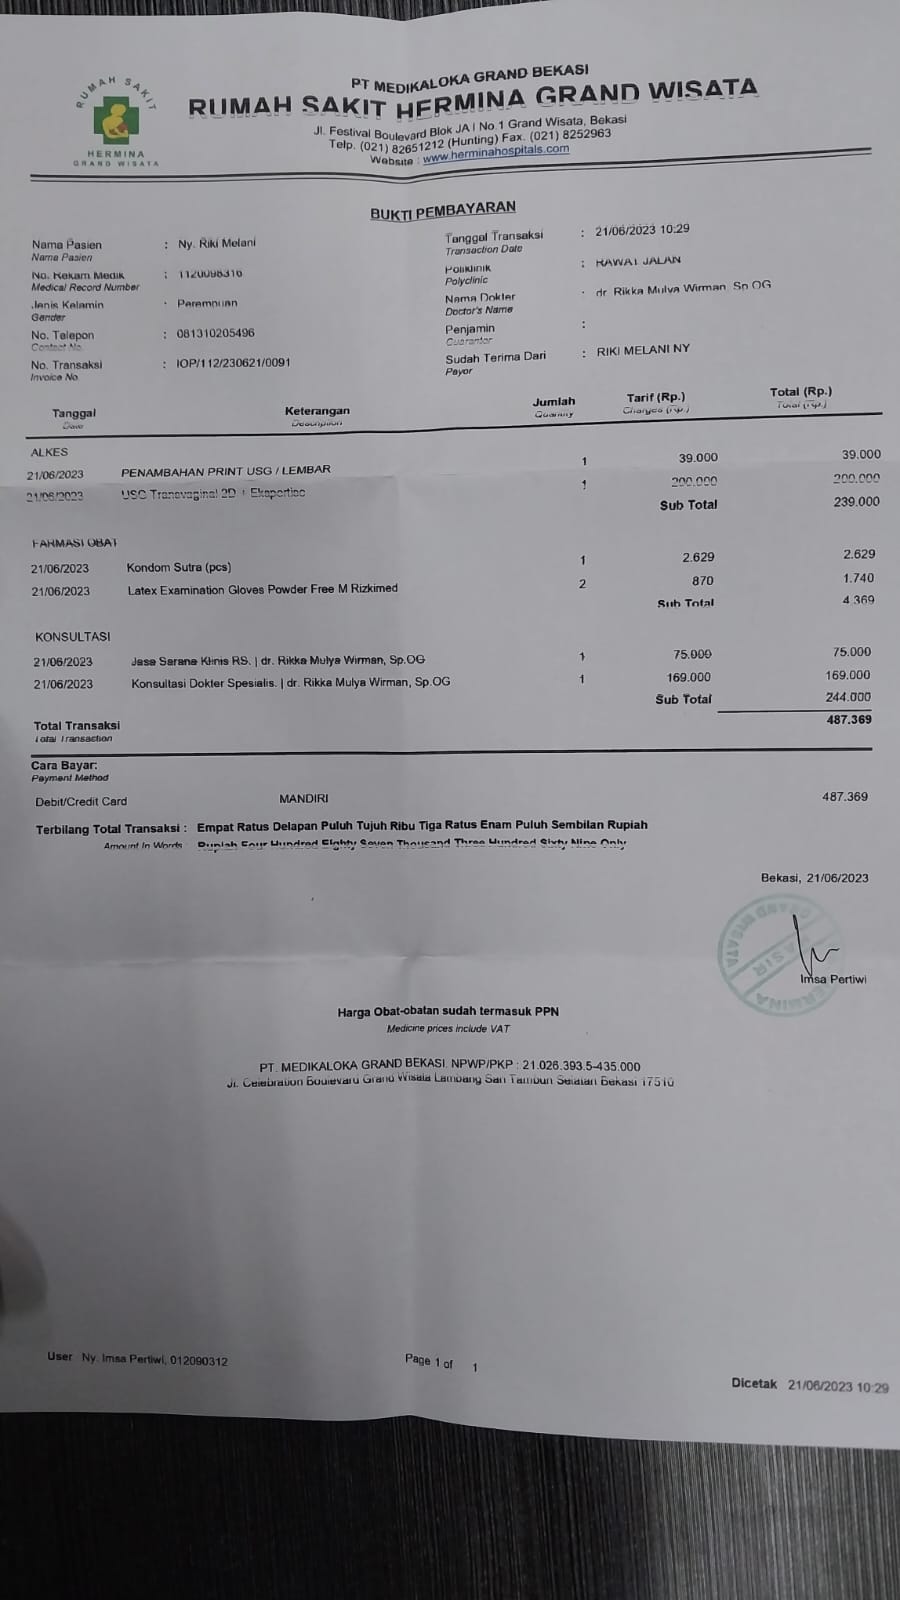 RUMAH SAKIT
HERMINA
GRAND WISATA
PT MEDIKALOKA GRAND BEKASI
RUMAH SAKIT HERMINA GRAND WISATA
Jl. Festival Boulevard Blok JA I No.1 Grand Wisata, Bekasi
Telp. (021) 82651212 (Hunting) Fax. (021) 8252963
Website : www.herminahospitals.com
BUKTI PEMBAYARAN
Nama Pasien : Ny. Riki Melani
Name Pasien
No. Rekam Medik : 1120098316
Medical Record Number
Jenis Kelamin : Perempuan
Gender
No. Telepon : 081310205496
Contact No.
No. Transaksi : IOP/112/230621/0091
Invoice No.
Tanggal Transaksi : 21/06/2023 10:29
Transaction Date
Poliklinik : RAWAT JALAN
Polyclinic
Nama Dokter : dr. Rikka Mulya Wirman, Sp.OG
Doctor's Name
Penjamin :
Guarantor
Sudah Terima Dari : RIKI MELANI NY
Payor
Tanggal Keterangan Jumlah Tarif (Rp.) Total (Rp.)
Date Description Quantity Charges (Rp.) Total (Rp.)
ALKES
21/06/2023 PENAMBAHAN PRINT USG / LEMBAR 1 39.000 39.000
21/06/2023 USG Transvaginal 2D + Ekspertise 1 200.000 200.000
Sub Total 239.000
FARMASI OBAT
21/06/2023 Kondom Sutra (pcs) 1 2.629 2.629
21/06/2023 Latex Examination Gloves Powder Free M Rizkimed 2 870 1.740
Sub Total 4.369
KONSULTASI
21/06/2023 Jasa Sarana Klinis RS. | dr. Rikka Mulya Wirman, Sp.OG 1 75.000 75.000
21/06/2023 Konsultasi Dokter Spesialis. | dr. Rikka Mulya Wirman, Sp.OG 1 169.000 169.000
Sub Total 244.000
Total Transaksi 487.369
Total Transaction
Cara Bayar:
Payment Method
Debit/Credit Card MANDIRI 487.369
Terbilang Total Transaksi : Empat Ratus Delapan Puluh Tujuh Ribu Tiga Ratus Enam Puluh Sembilan Rupiah
Amount In Words Rupiah Four Hundred Eighty Seven Thousand Three Hundred Sixty Nine Only
Bekasi, 21/06/2023
GRAND WISATA
KASIR
HERMINA
Imsa Pertiwi
Harga Obat-obatan sudah termasuk PPN
Medicine prices include VAT
PT. MEDIKALOKA GRAND BEKASI. NPWP/PKP : 21.026.393.5-435.000
Jl. Celebration Boulevard Grand Wisata Lambang Sari Tambun Selatan Bekasi 17510
User Ny. Imsa Pertiwi, 012090312
Page 1 of 1
Dicetak 21/06/2023 10:29